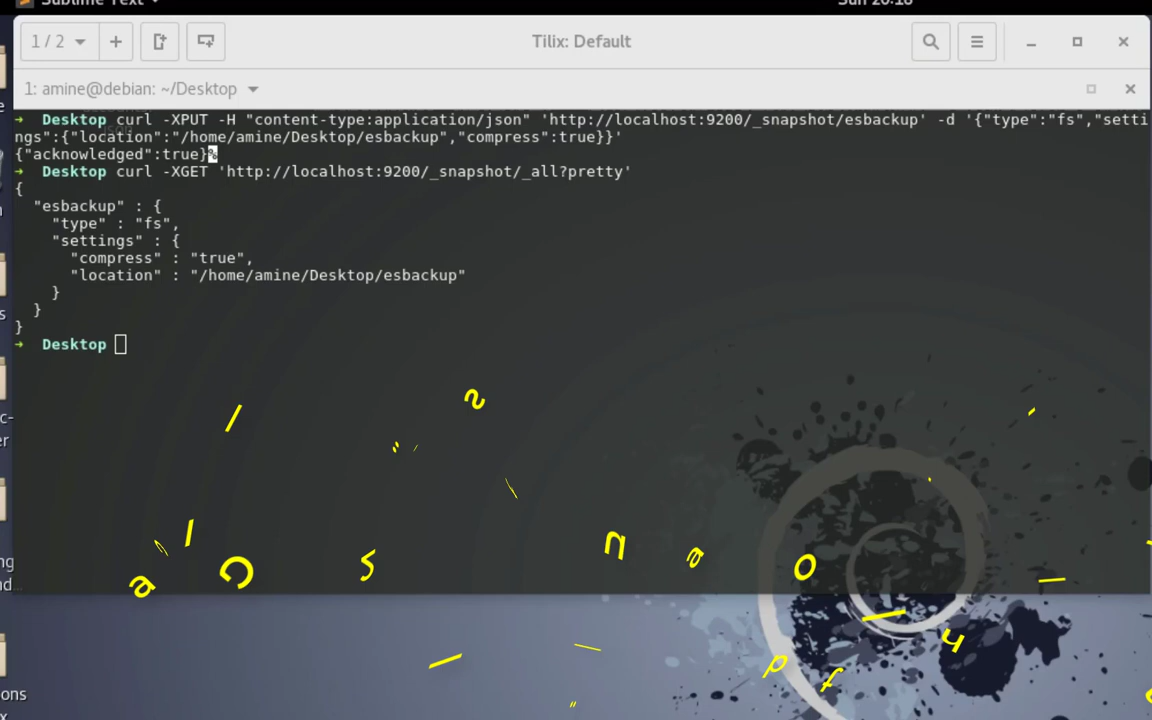 Sublime Text
Sun 20:18
1 / 2
Tilix: Default
1: amine@debian: ~/Desktop
→ Desktop curl -XPUT -H "content-type:application/json" 'http://localhost:9200/_snapshot/esbackup' -d '{"type":"fs","setti
ngs":{"location":"/home/amine/Desktop/esbackup","compress":true}}'
{"acknowledged":true}%
→ Desktop curl -XGET 'http://localhost:9200/_snapshot/_all?pretty'
{
"esbackup" : {
"type" : "fs",
"settings" : {
"compress" : "true",
"location" : "/home/amine/Desktop/esbackup"
}
}
}
→ Desktop